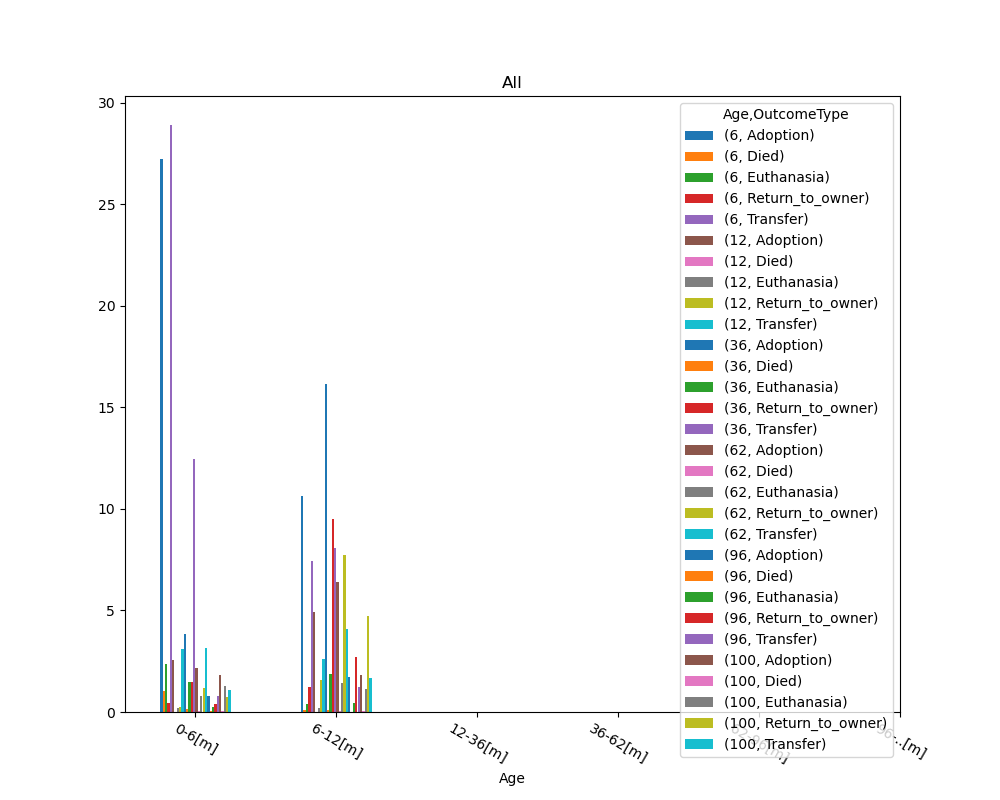 All
30
25
20
15
10
5
0
Age,OutcomeType
(6, Adoption)
(6, Died)
(6, Euthanasia)
(6, Return_to_owner)
(6, Transfer)
(12, Adoption)
(12, Died)
(12, Euthanasia)
(12, Return_to_owner)
(12, Transfer)
(36, Adoption)
(36, Died)
(36, Euthanasia)
(36, Return_to_owner)
(36, Transfer)
(62, Adoption)
(62, Died)
(62, Euthanasia)
(62, Return_to_owner)
(62, Transfer)
(96, Adoption)
(96, Died)
(96, Euthanasia)
(96, Return_to_owner)
(96, Transfer)
(100, Adoption)
(100, Died)
(100, Euthanasia)
(100, Return_to_owner)
(100, Transfer)
0-6[m]
6-12[m]
12-36[m]
36-62[m]
62-96[m]
96-..[m]
Age